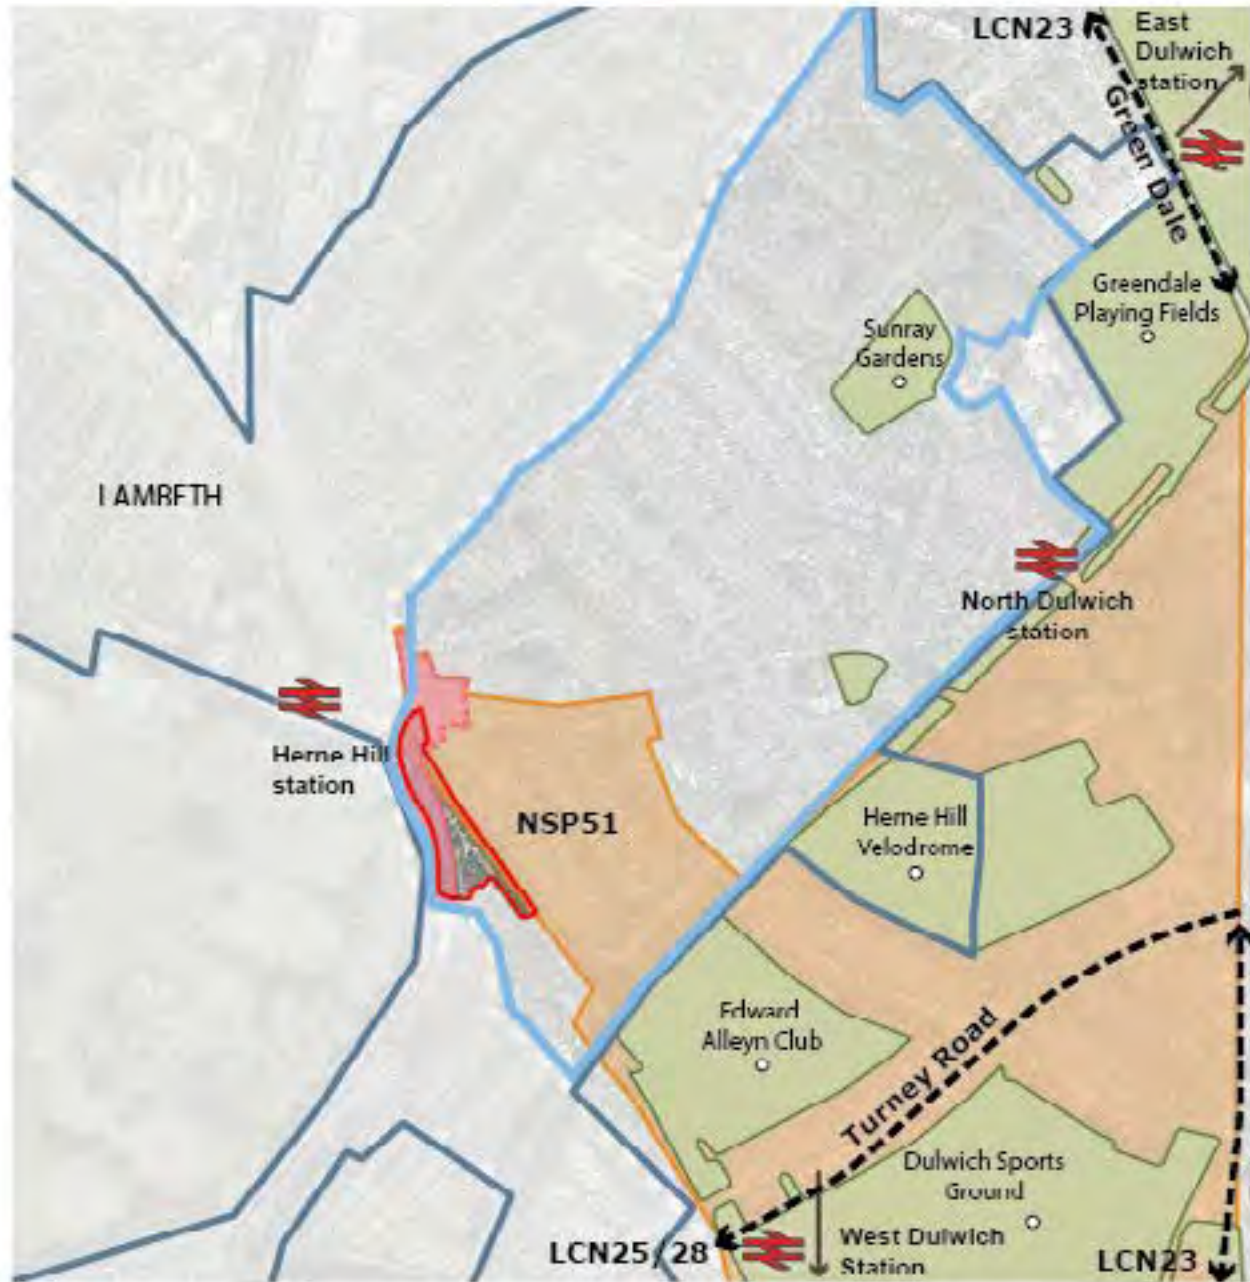 LCN23
East
Dulwich
station
Green Dale
Greendale
Playing Fields
Sunray
Gardens
LAMBETH
North Dulwich
station
Herne Hill
station
NSP51
Herne Hill
Velodrome
Edward
Alleyn Club
Turney Road
Dulwich Sports
Ground
LCN25/28
West Dulwich
Station
LCN23